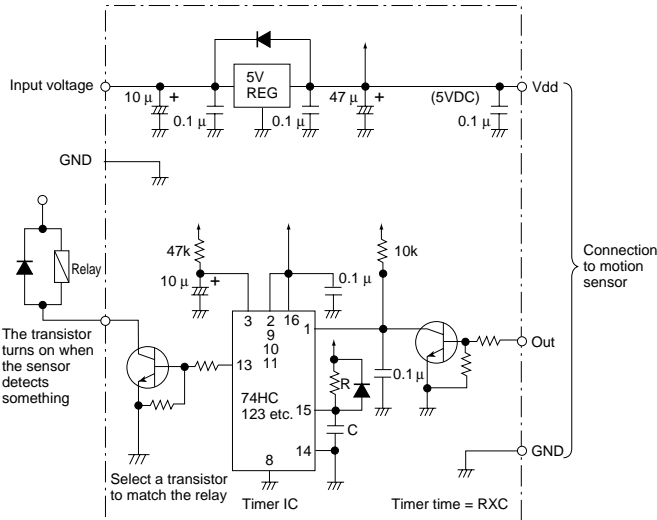 Input voltage
5V
REG
10 μ +
0.1 μ
0.1 μ
47 μ +
(5VDC)
0.1 μ
Vdd
GND
Relay
47k
10 μ +
0.1 μ
10k
Connection
to motion
sensor
3 2 16
9
10
11
1
13
74HC
123 etc.
15
14
8
R
C
0.1 μ
Out
GND
The transistor
turns on when
the sensor
detects
something
Select a transistor
to match the relay
Timer IC
Timer time = RXC